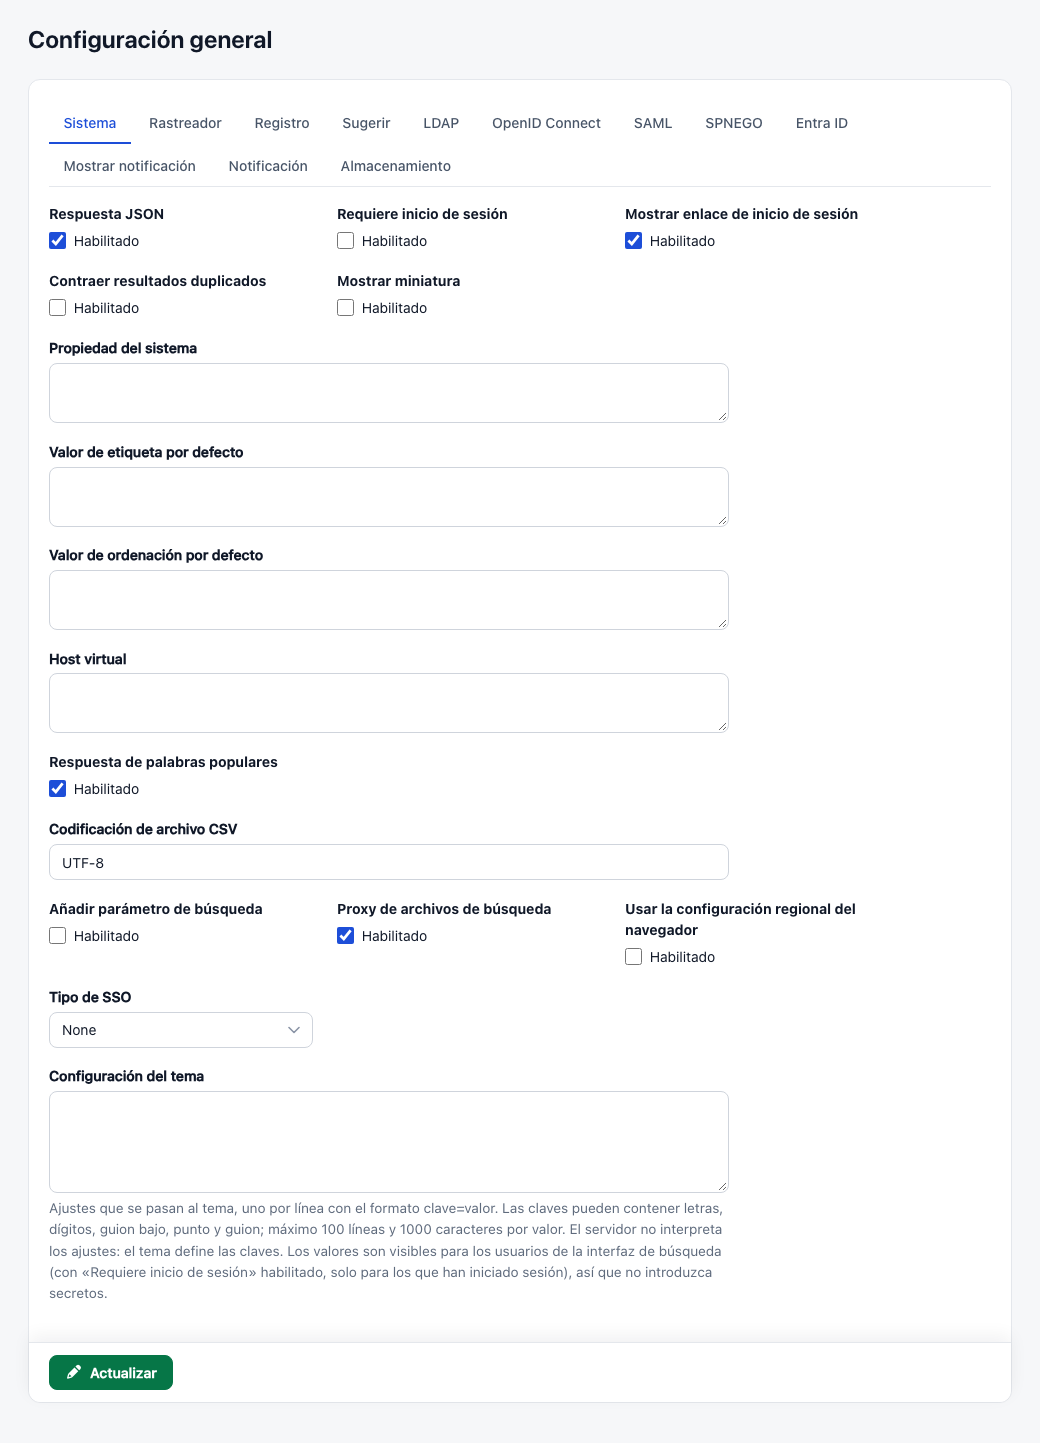 Configuración general
Sistema Rastreador Registro Sugerir LDAP OpenID Connect SAML SPNEGO Entra ID
Mostrar notificación Notificación Almacenamiento
Respuesta JSON Requiere inicio de sesión Mostrar enlace de inicio de sesión
Habilitado Habilitado Habilitado
Contraer resultados duplicados Mostrar miniatura
Habilitado Habilitado
Propiedad del sistema
Valor de etiqueta por defecto
Valor de ordenación por defecto
Host virtual
Respuesta de palabras populares
Habilitado
Codificación de archivo CSV
UTF-8
Añadir parámetro de búsqueda Proxy de archivos de búsqueda Usar la configuración regional del
navegador
Habilitado Habilitado
Habilitado
Tipo de SSO
None
Configuración del tema
Ajustes que se pasan al tema, uno por línea con el formato clave=valor. Las claves pueden contener letras,
dígitos, guion bajo, punto y guion; máximo 100 líneas y 1000 caracteres por valor. El servidor no interpreta
los ajustes: el tema define las claves. Los valores son visibles para los usuarios de la interfaz de búsqueda
(con «Requiere inicio de sesión» habilitado, solo para los que han iniciado sesión), así que no introduzca
secretos.
Actualizar